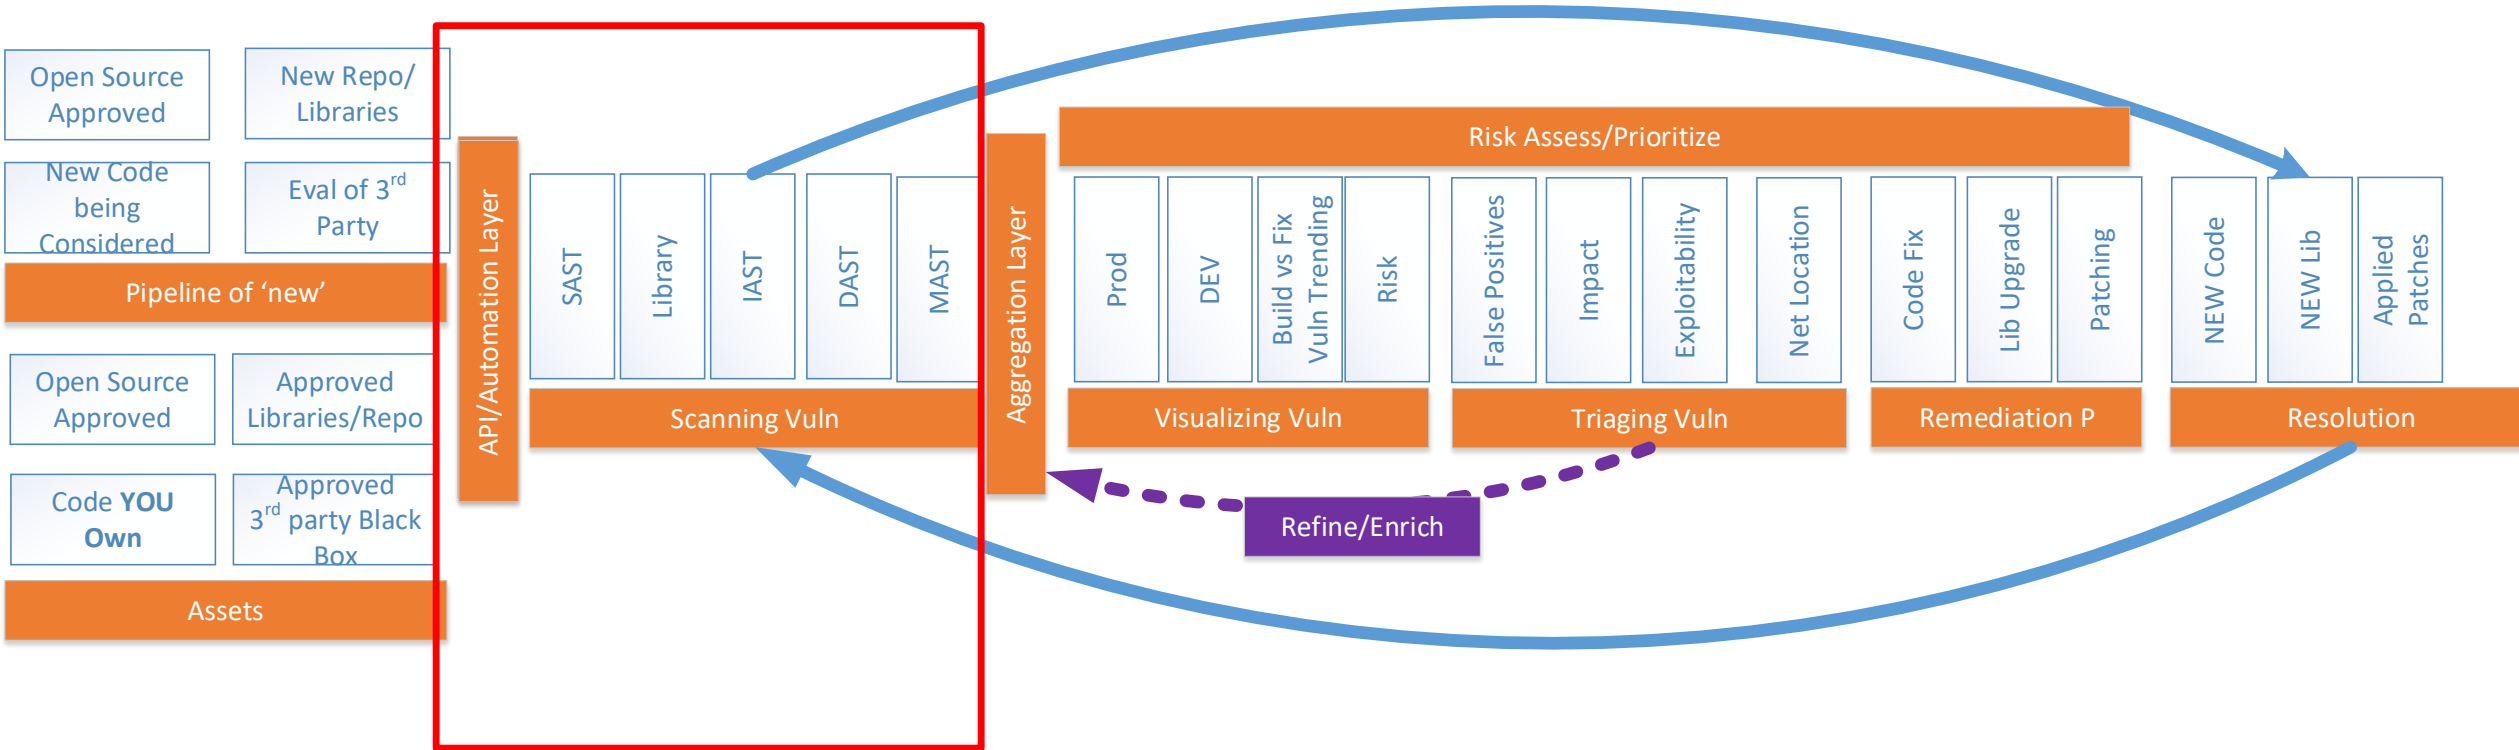 Open Source
Approved
New Repo/
Libraries
New Code
being
Considered
Eval of 3rd
Party
Pipeline of ‘new’
Open Source
Approved
Approved
Libraries/Repo
Code YOU
Own
Approved
3rd party Black
Box
Assets
API/Automation Layer
SAST
Library
IAST
DAST
MAST
Scanning Vuln
Aggregation Layer
Risk Assess/Prioritize
Prod
DEV
Build vs Fix
Vuln Trending
Risk
Visualizing Vuln
False Positives
Impact
Exploitability
Net Location
Triaging Vuln
Refine/Enrich
Code Fix
Lib Upgrade
Patching
Remediation P
NEW Code
NEW Lib
Applied
Patches
Resolution